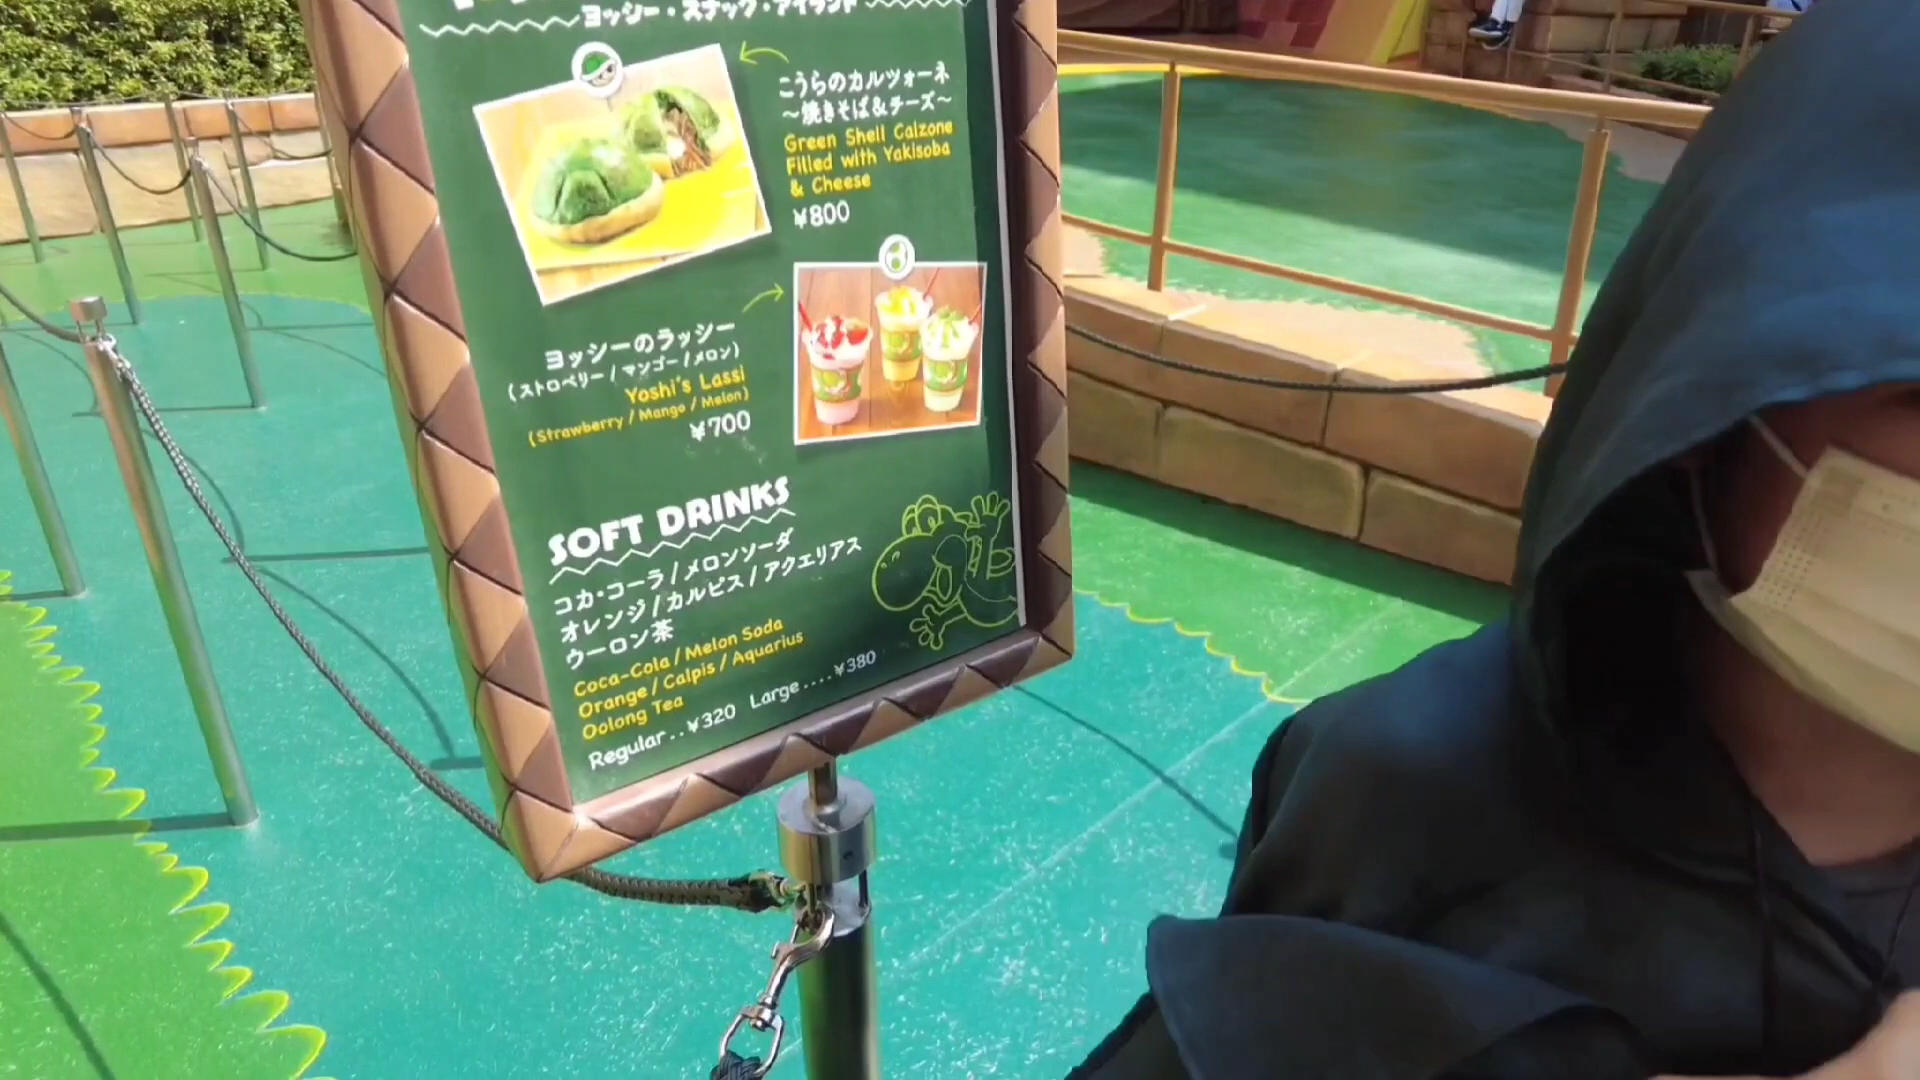 ヨッシー・スナック・アイランド
こうらのカルツォーネ
～焼きそば&チーズ～
Green Shell Calzone
Filled with Yakisoba
& Cheese
¥800
ヨッシーのラッシー
(ストロベリー/マンゴー/メロン)
Yoshi's Lassi
(Strawberry / Mango / Melon)
¥700
SOFT DRINKS
コカ・コーラ/メロンソーダ
オレンジ/カルピス/アクエリアス
ウーロン茶
Coca-Cola / Melon Soda
Orange / Calpis / Aquarius
Oolong Tea
Regular..¥320 Large....¥380